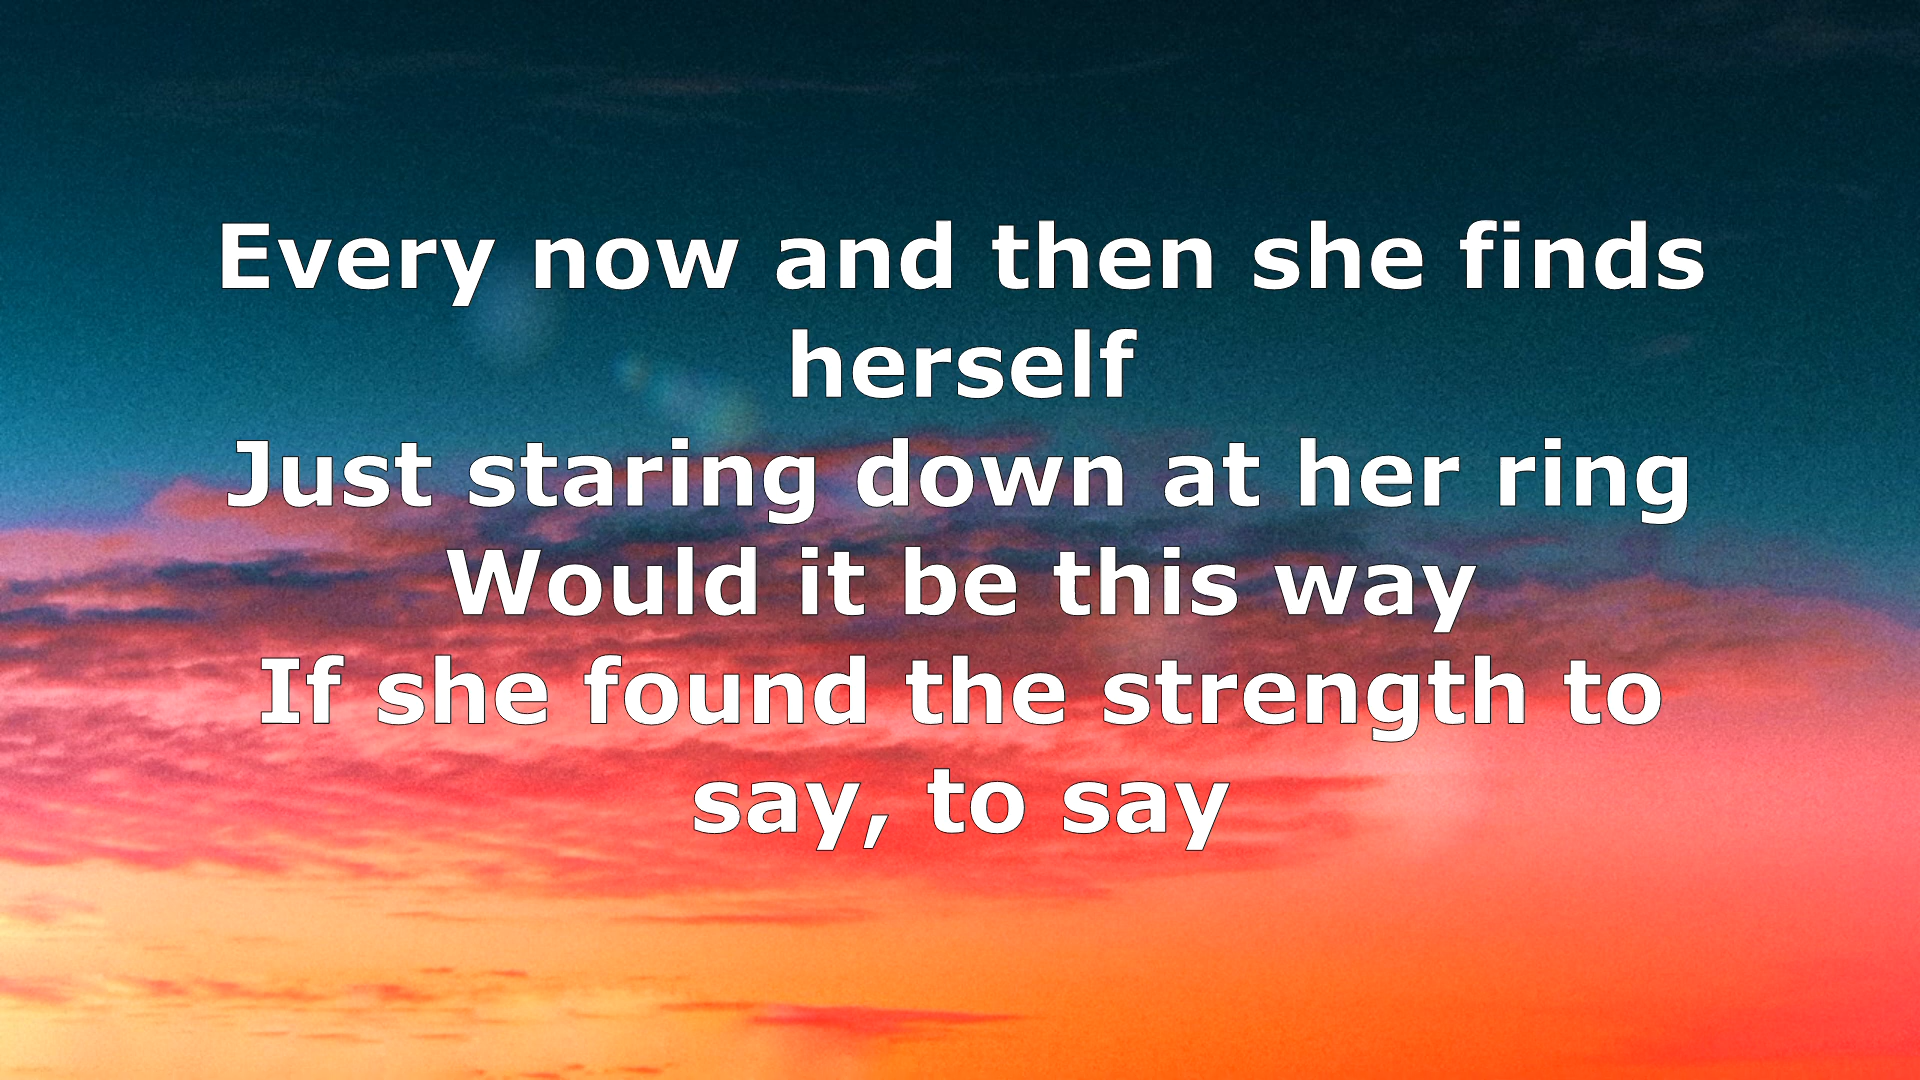 Every now and then she finds
herself
Just staring down at her ring
Would it be this way
If she found the strength to
say, to say